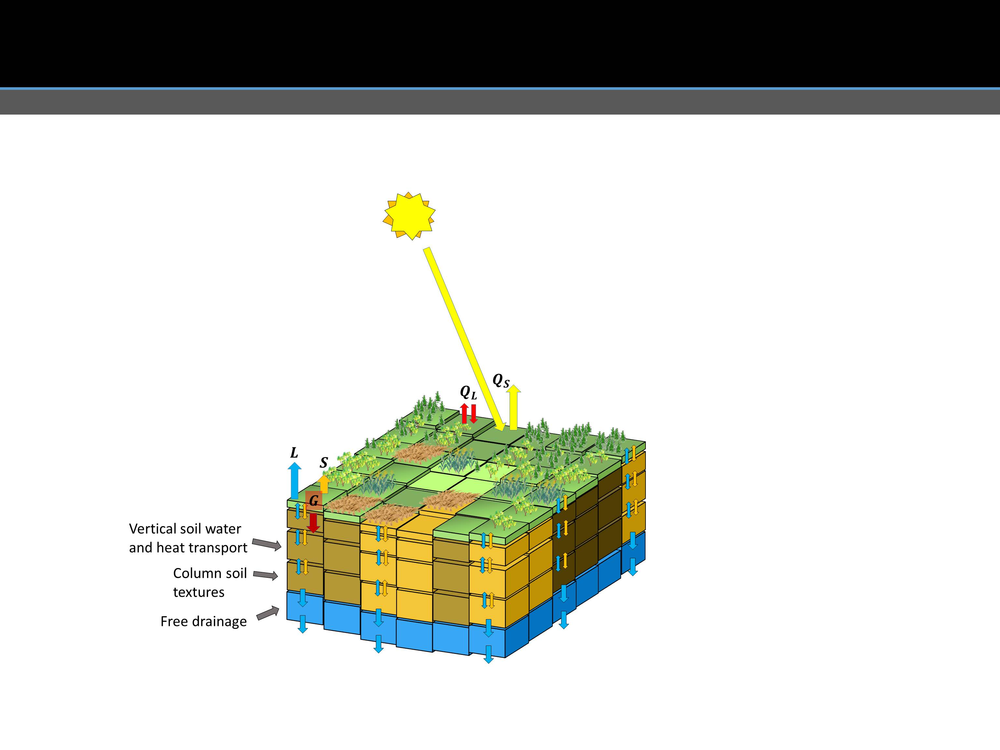 Q_S
Q_L
L
S
G
Vertical soil water
and heat transport
Column soil
textures
Free drainage